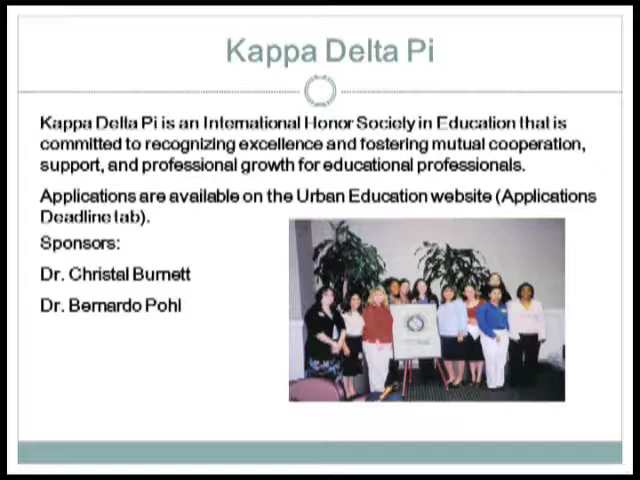 Kappa Delta Pi
Kappa Delta Pi is an International Honor Society in Education that is
committed to recognizing excellence and fostering mutual cooperation,
support, and professional growth for educational professionals.
Applications are available on the Urban Education website (Applications
Deadline tab).
Sponsors:
Dr. Christal Burnett
Dr. Bernardo Pohl